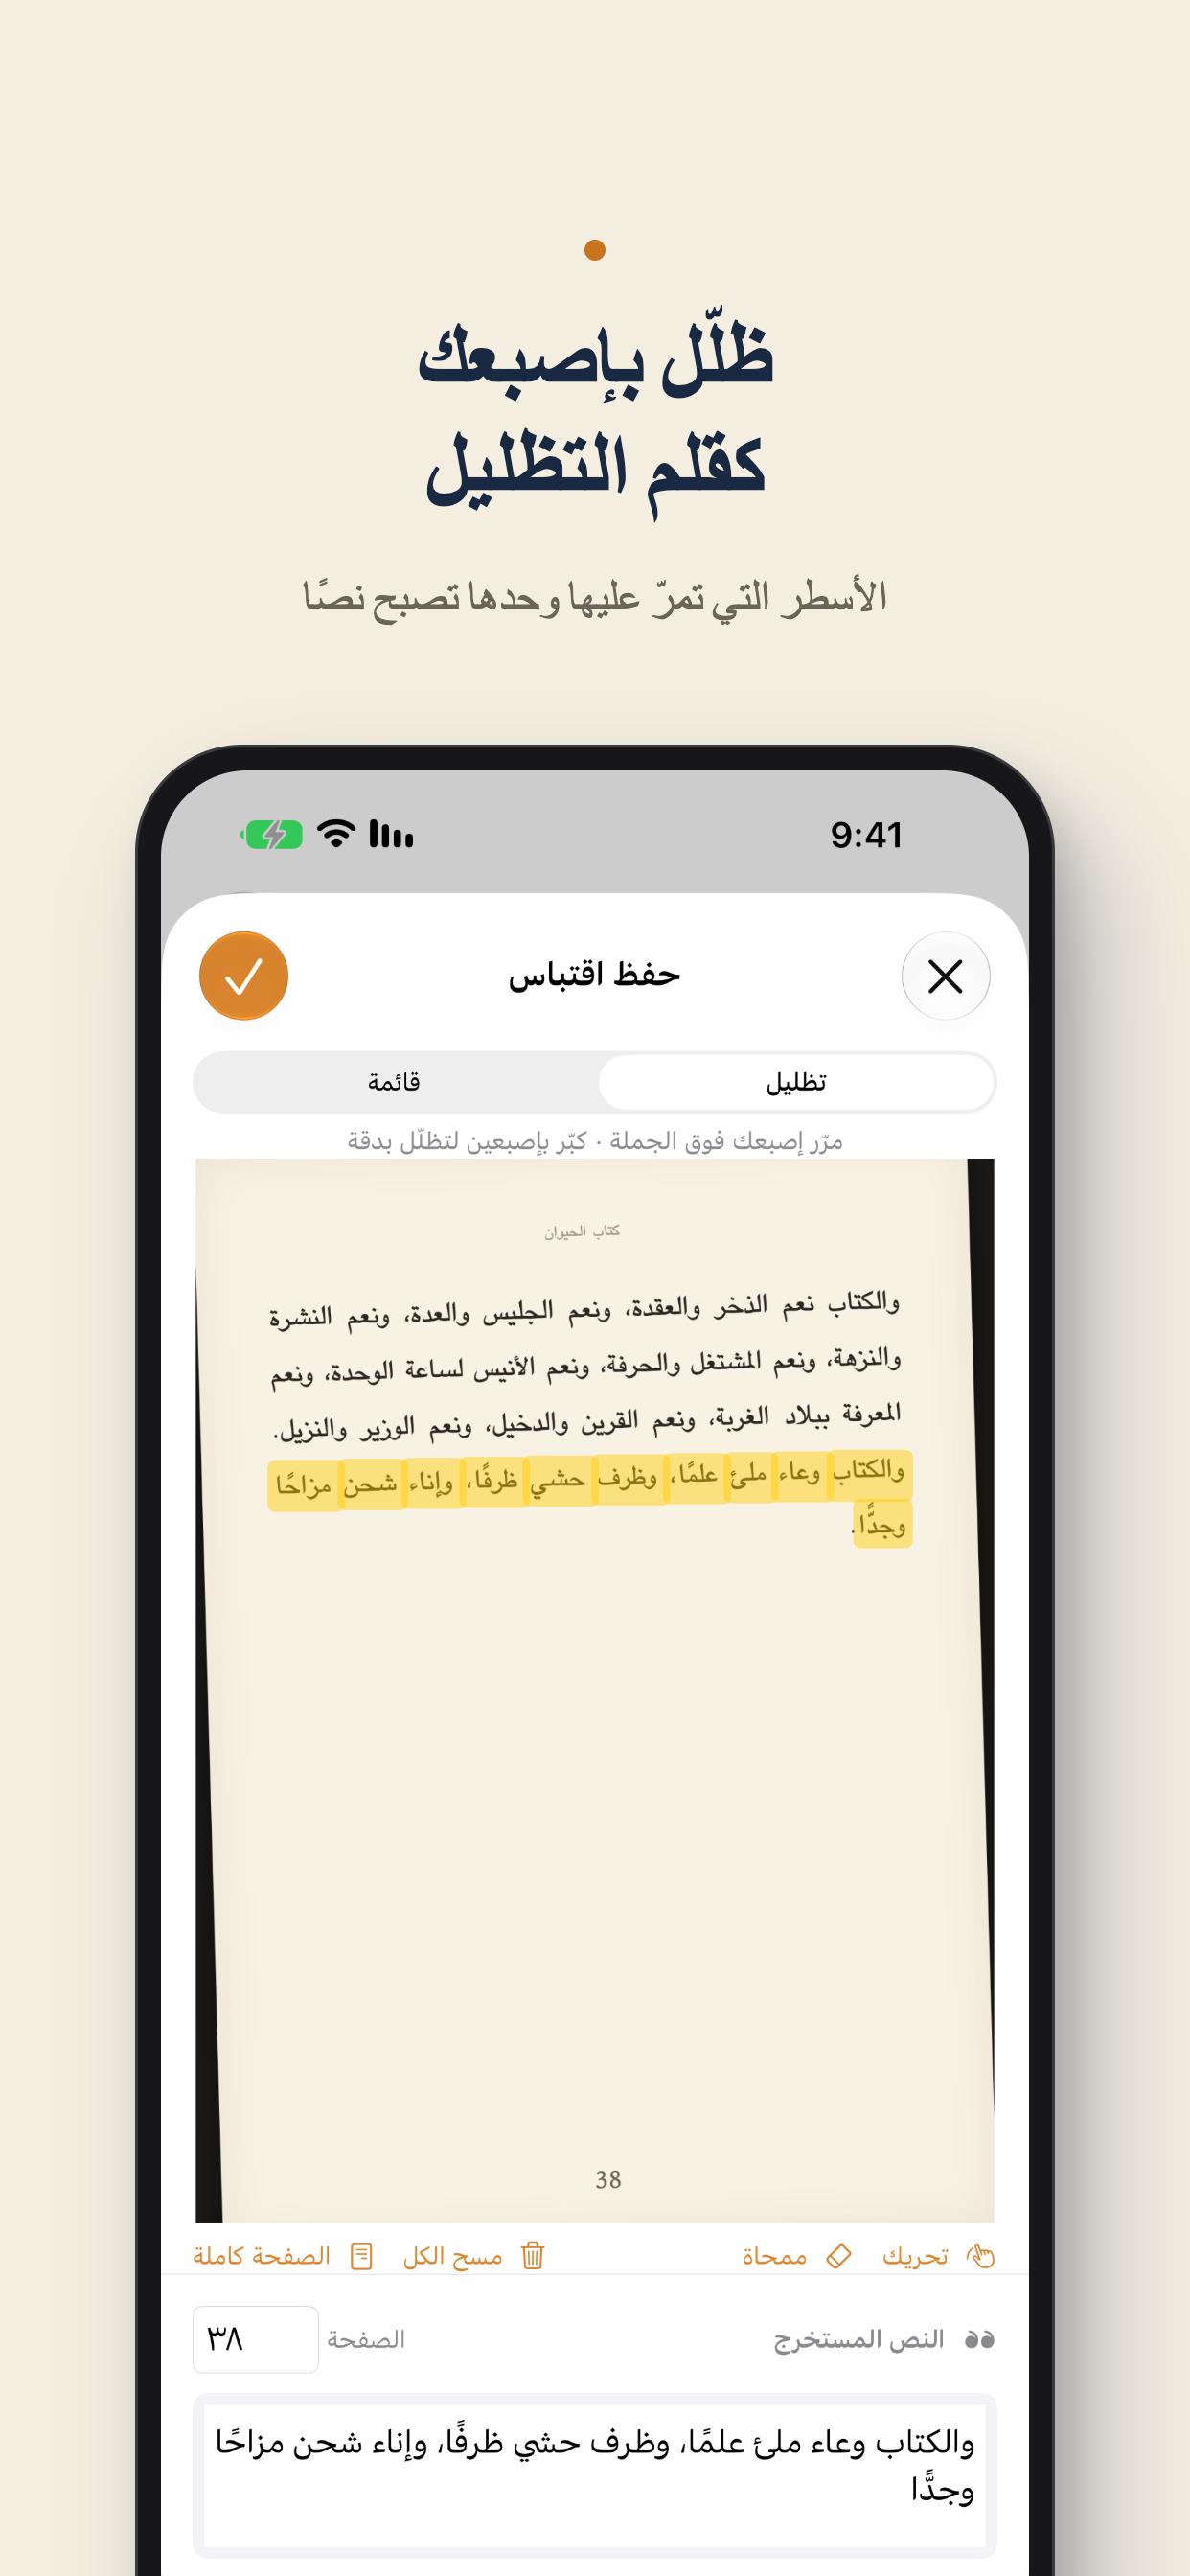 ظلّل بإصبعك
كقلم التظليل
الأسطر التي تمرّ عليها وحدها تصبح نصًا
9:41
حفظ اقتباس
تظليل
قائمة
مرّر إصبعك فوق الجملة · كبّر بإصبعين لتظلّل بدقة
كتاب الحيوان
والكتاب نعم الذخر والعقدة، ونعم الجليس والعدة، ونعم النشرة
والنزهة، ونعم المشتغل والحرفة، ونعم الأنيس لساعة الوحدة، ونعم
المعرفة ببلاد الغربة، ونعم القرين والدخيل، ونعم الوزير والنزيل.
والكتاب وعاء ملئ علمًا، وظرف حشي ظرفًا، وإناء شحن مزاحًا
وجدًّا.
38
تحريك
ممحاة
مسح الكل
الصفحة كاملة
النص المستخرج
الصفحة
٣٨
والكتاب وعاء ملئ علمًا، وظرف حشي ظرفًا، وإناء شحن مزاحًا
وجدًّا